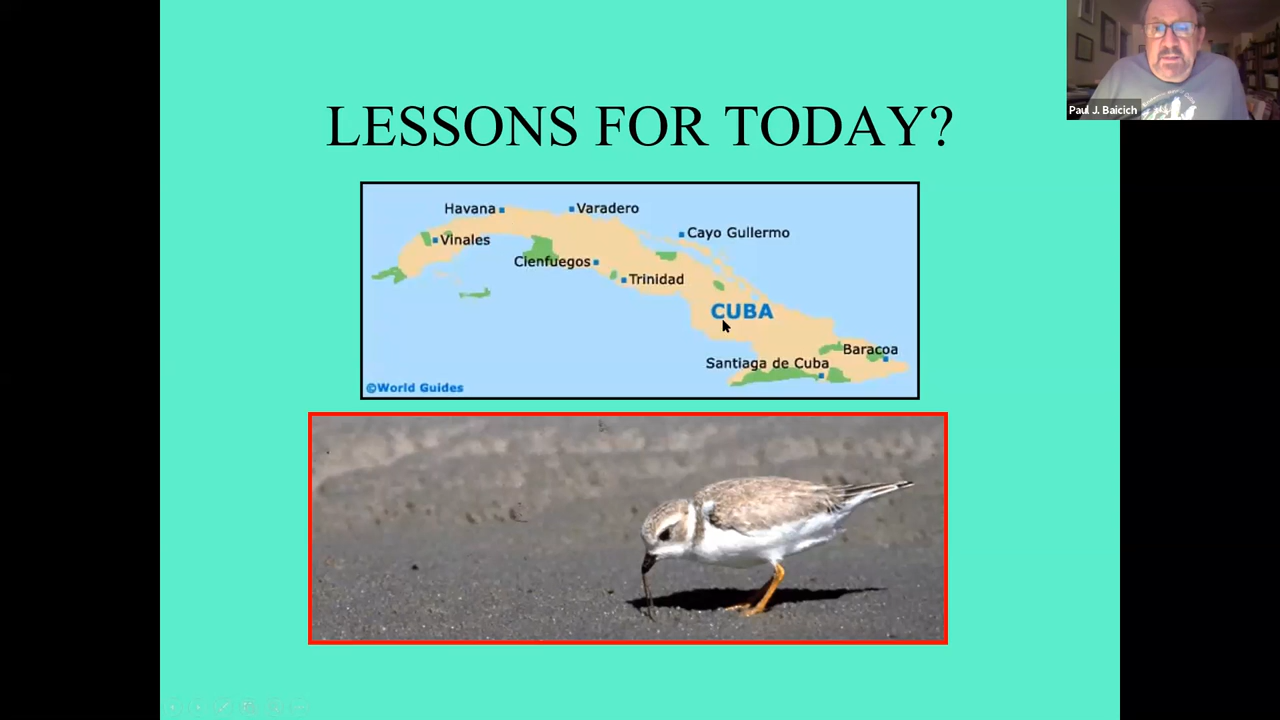 LESSONS FOR TODAY?
Paul J. Baicich
Havana
Varadero
Cayo Gullermo
Vinales
Cienfuegos
Trinidad
CUBA
Baracoa
Santiaga de Cuba
©World Guides